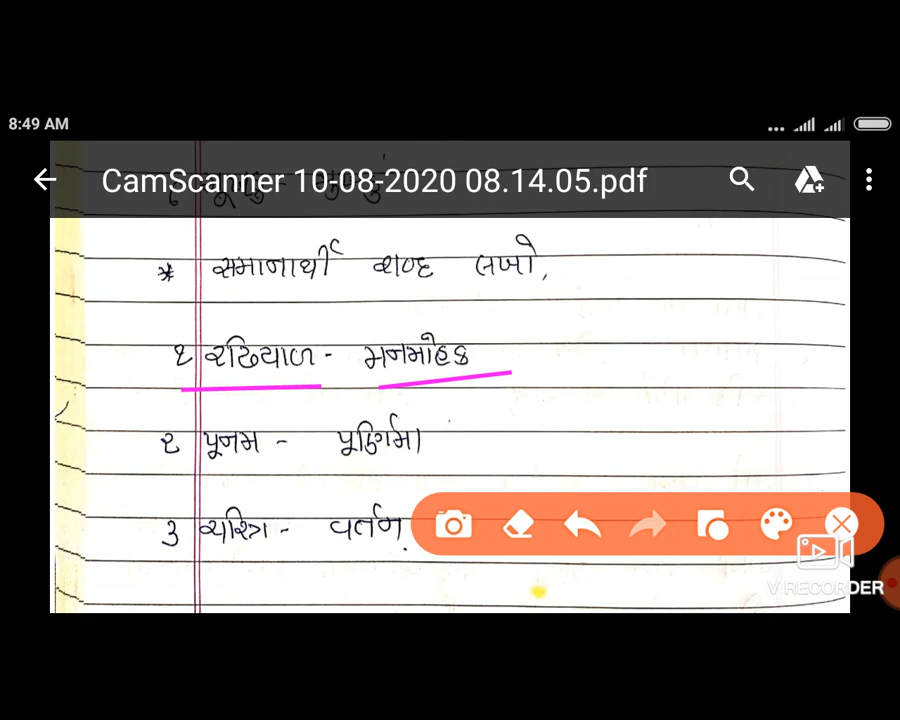 8:49 AM
CamScanner 10-08-2020 08.14.05.pdf
* સમાનાર્થી શબ્દ લખો.
૧ રઢિયાળ - મનમોહક
૨ પૂનમ - પૂર્ણિમા
૩ ચરિત્ર - વર્તન.
V RECORDER